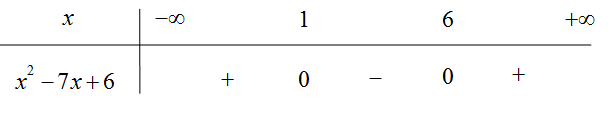 x −∞ 1 6 +∞
x² − 7x + 6 + 0 − 0 +